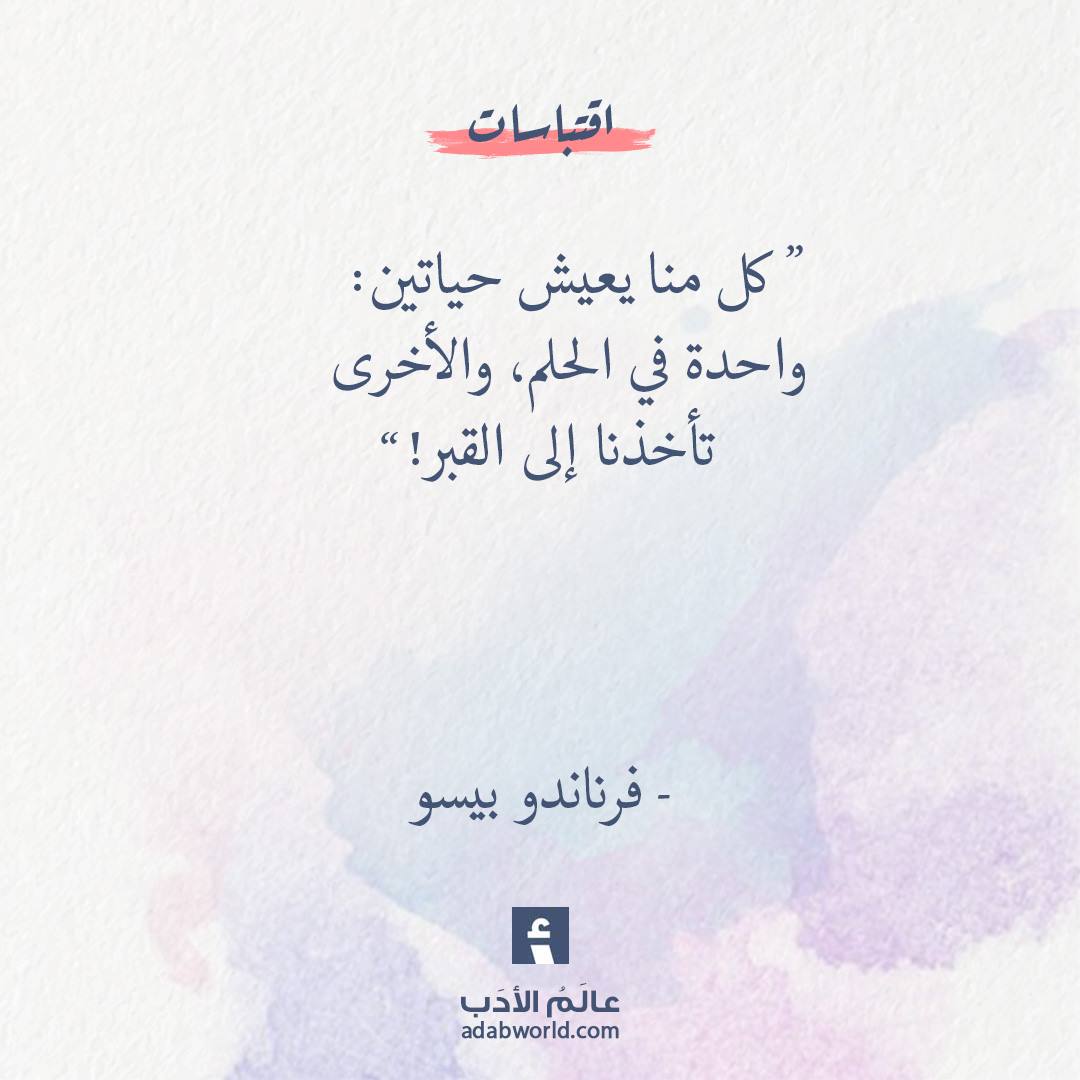 اقتباسات
” كل منا يعيش حياتين:
واحدة في الحلم، والأخرى
تأخذنا إلى القبر! “
- فرناندو بيسو
أ
عالَمُ الأدَب
adabworld.com